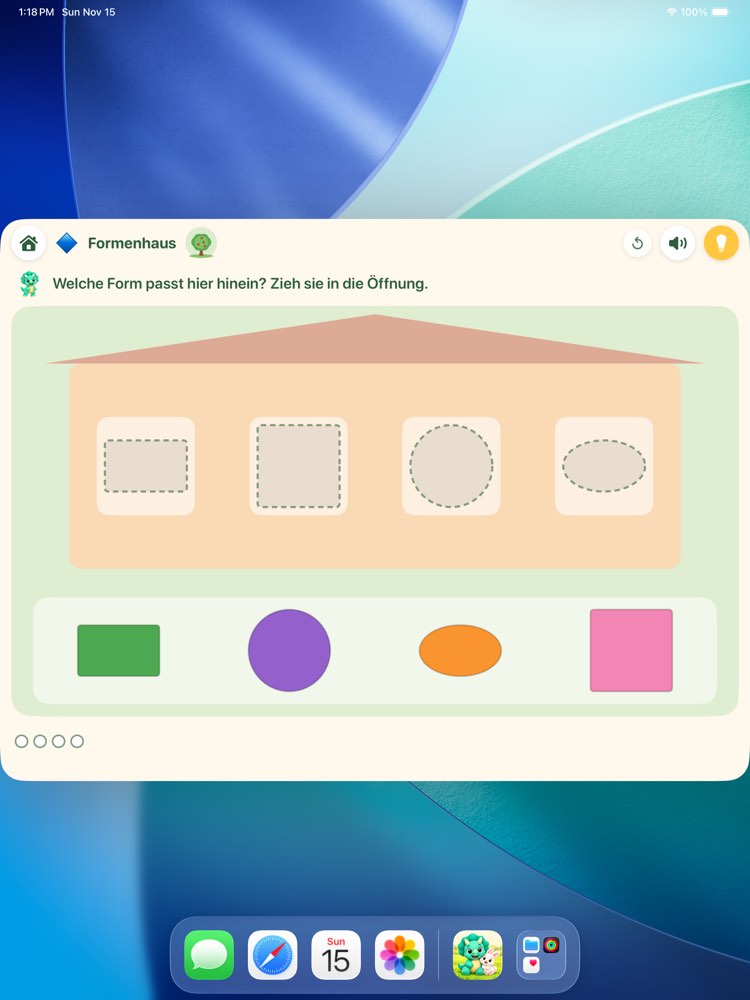 1:18 PM Sun Nov 15
100%
Formenhaus
Welche Form passt hier hinein? Zieh sie in die Öffnung.
Sun
15